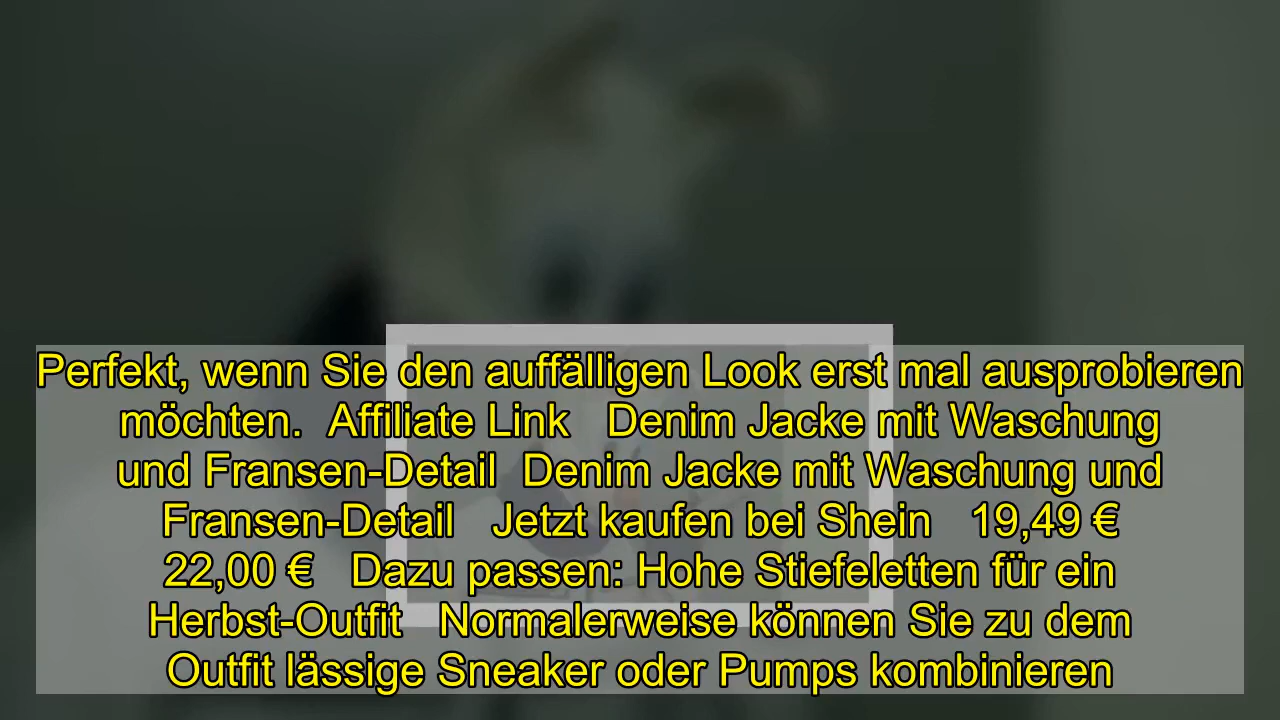 Perfekt, wenn Sie den auffälligen Look erst mal ausprobieren
möchten.  Affiliate Link   Denim Jacke mit Waschung
und Fransen-Detail  Denim Jacke mit Waschung und
Fransen-Detail   Jetzt kaufen bei Shein   19,49 €
22,00 €   Dazu passen: Hohe Stiefeletten für ein
Herbst-Outfit   Normalerweise können Sie zu dem
Outfit lässige Sneaker oder Pumps kombinieren